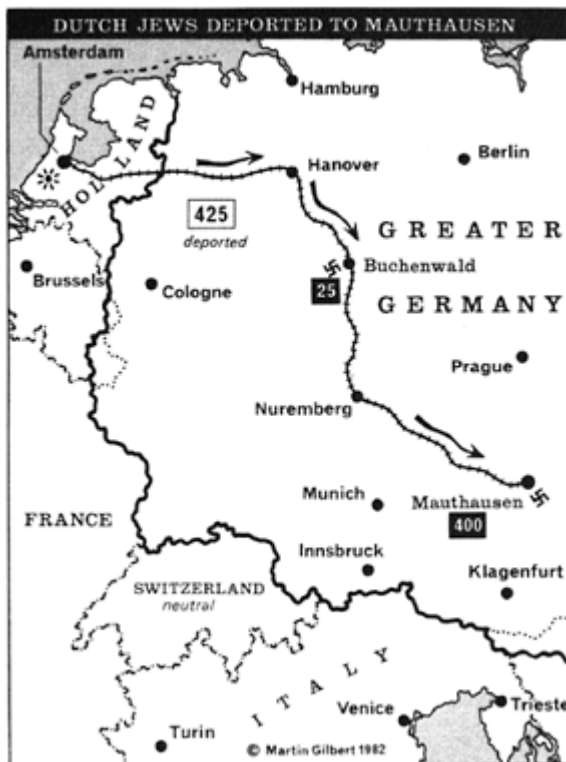 DUTCH JEWS DEPORTED TO MAUTHAUSEN
Amsterdam
Hamburg
HOLLAND
Hanover
Berlin
425
deported
GREATER
Brussels
Cologne
Buchenwald
25
GERMANY
Prague
Nuremberg
Munich
Mauthausen
400
FRANCE
Innsbruck
Klagenfurt
SWITZERLAND
neutral
ITALY
Turin
Venice
Trieste
© Martin Gilbert 1982